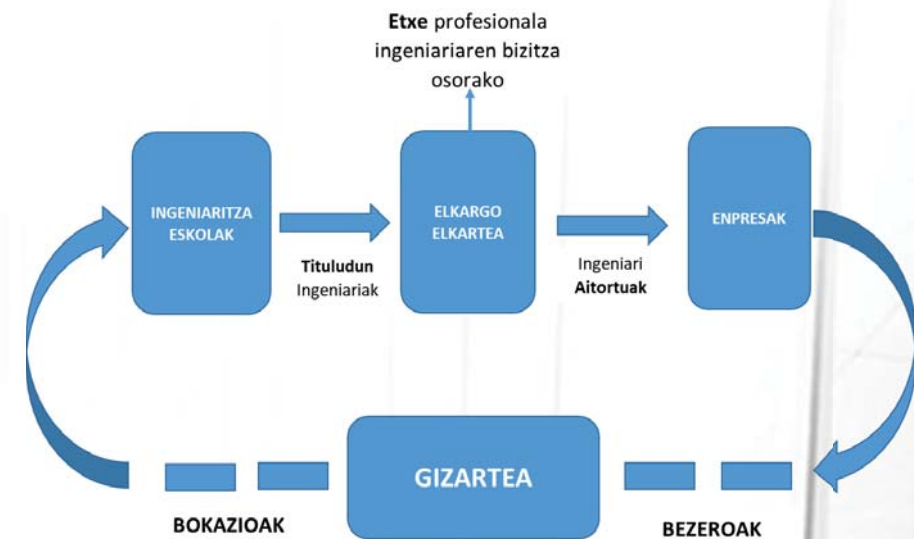 Etxe profesionala
ingeniariaren bizitza
osorako
INGENIARITZA
ESKOLAK
ELKARGO
ELKARTEA
ENPRESAK
Tituludun
Ingeniariak
Ingeniari
Aitortuak
GIZARTEA
BOKAZIOAK
BEZEROAK